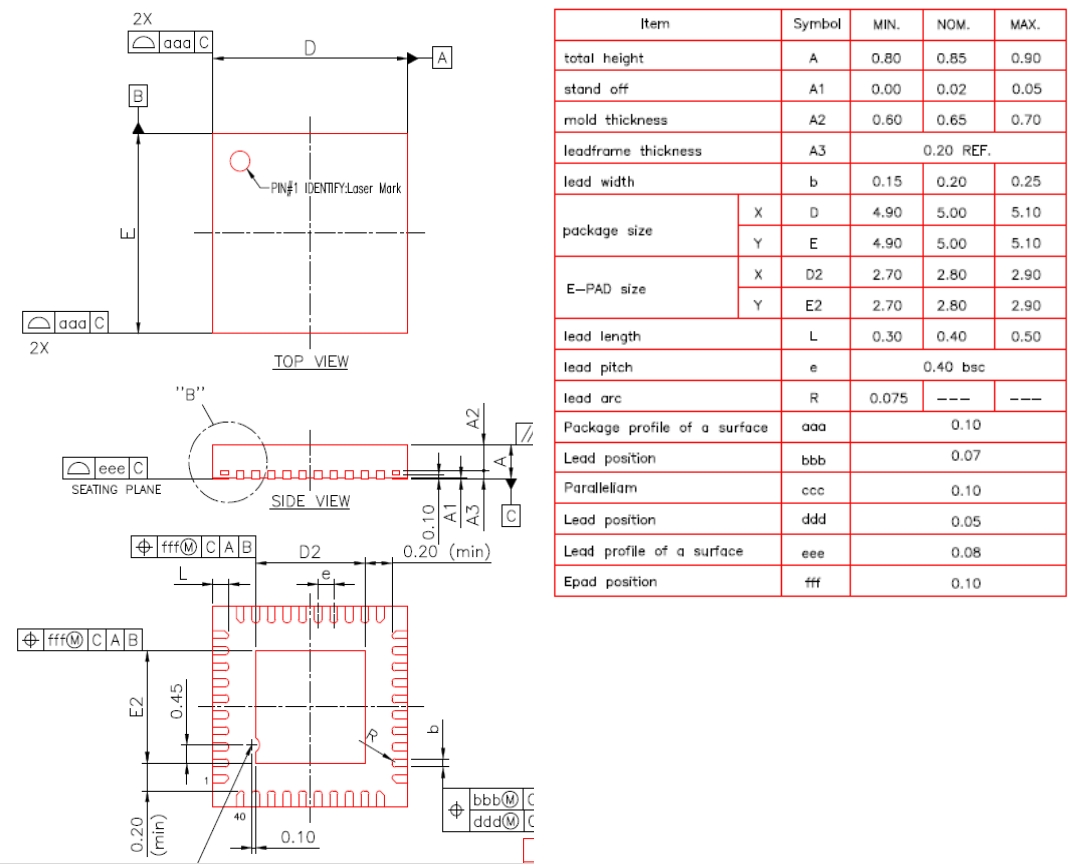 2X
aaa C
D
A
B
PIN#1 IDENTIFY:Laser Mark
E
aaa C
2X
TOP VIEW
"B"
A2
A
eee C
SEATING PLANE
SIDE VIEW
0.10
A1
A3
C
fffⓂ C A B
D2
0.20 (min)
L
e
fffⓂ C A B
E2
0.45
R
b
1
40
0.20 (min)
0.10
bbbⓂ
dddⓂ
Item Symbol MIN. NOM. MAX.
total height A 0.80 0.85 0.90
stand off A1 0.00 0.02 0.05
mold thickness A2 0.60 0.65 0.70
leadframe thickness A3 0.20 REF.
lead width b 0.15 0.20 0.25
package size X D 4.90 5.00 5.10
Y E 4.90 5.00 5.10
E-PAD size X D2 2.70 2.80 2.90
Y E2 2.70 2.80 2.90
lead length L 0.30 0.40 0.50
lead pitch e 0.40 bsc
lead arc R 0.075 --- ---
Package profile of a surface aaa 0.10
Lead position bbb 0.07
Paralleliam ccc 0.10
Lead position ddd 0.05
Lead profile of a surface eee 0.08
Epad position fff 0.10